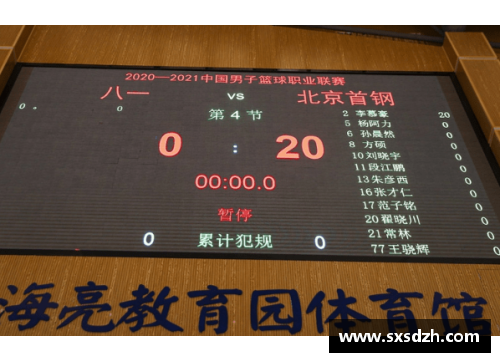 2020—2021中国男子篮球职业联赛
八一 VS 北京首钢
第 4 节
0 0
0 : 20
00:00.0
暂停
0 累计犯规 0
2 李慕豪 20
5 杨阿力 0
6 孙晨然 0
8 方硕 0
10 刘晓宇 0
11 段江鹏 0
13 朱彦西 0
16 张才仁 0
17 范子铭 0
20 翟晓川 0
21 常林 0
77 王骁辉 0
海亮教育园体育馆
www.sxsdzh.com